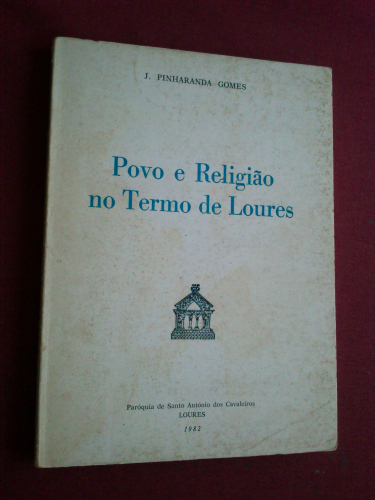 J. PINHARANDA GOMES
Povo e Religião
no Termo de Loures
Paróquia de Santo António dos Cavaleiros
LOURES
1982